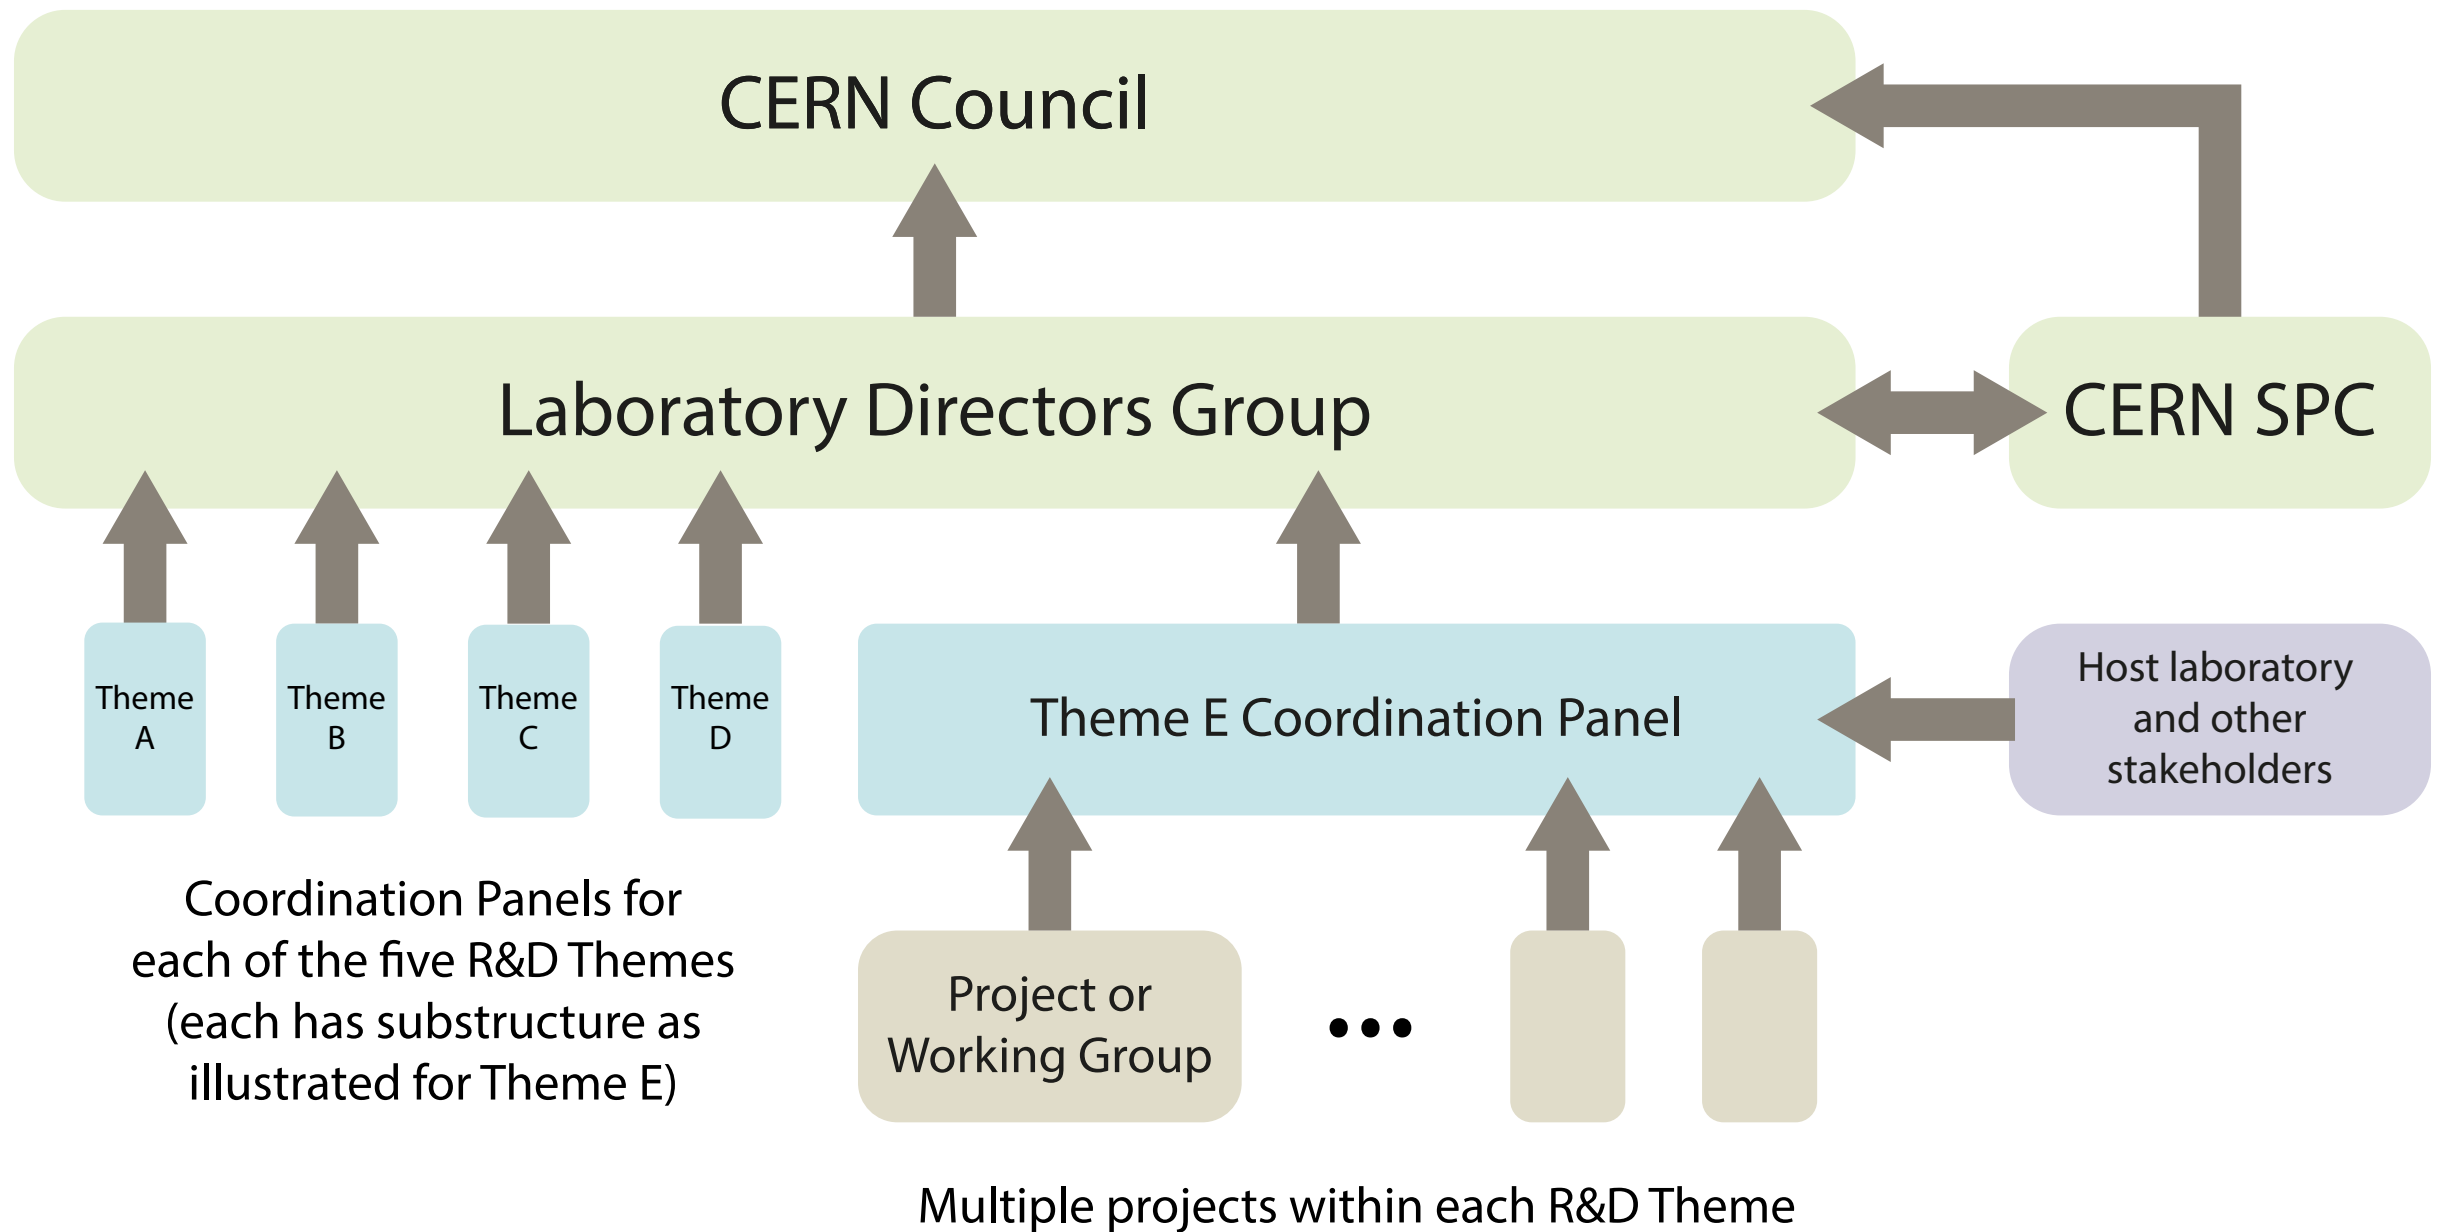 CERN Council
Laboratory Directors Group
CERN SPC
Theme
A
Theme
B
Theme
C
Theme
D
Theme E Coordination Panel
Host laboratory
and other
stakeholders
Coordination Panels for
each of the five R&D Themes
(each has substructure as
illustrated for Theme E)
Project or
Working Group
•••
Multiple projects within each R&D Theme